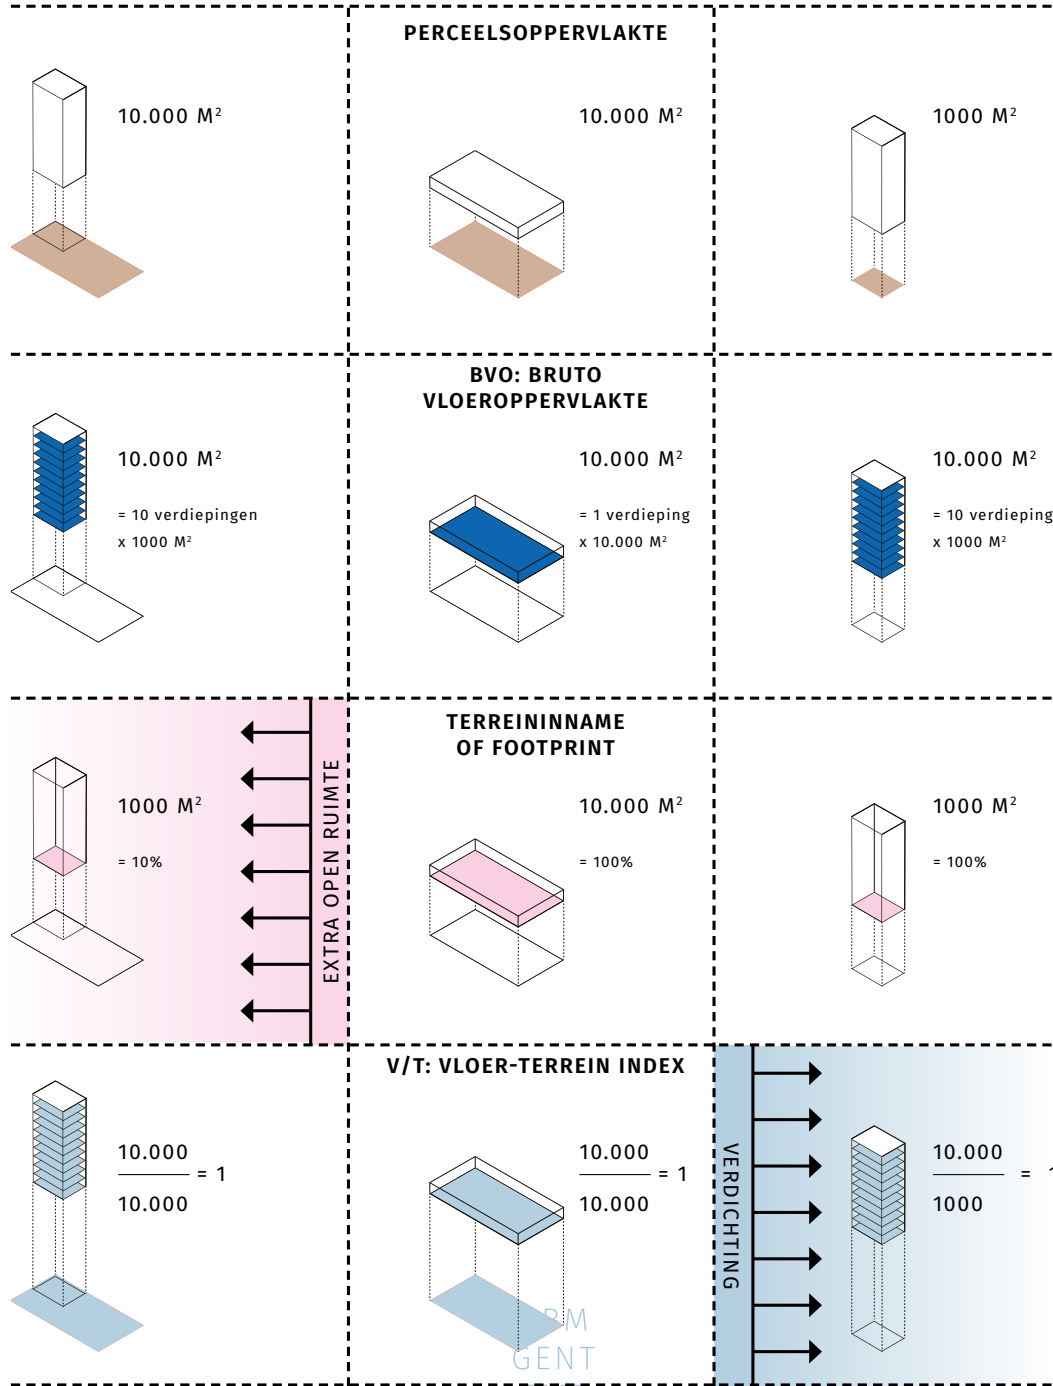 PERCEELSOPPERVLAKTE
10.000 M²
10.000 M²
1000 M²
BVO: BRUTO
VLOEROPPERVLAKTE
10.000 M²
= 10 verdiepingen
x 1000 M²
10.000 M²
= 1 verdieping
x 10.000 M²
10.000 M²
= 10 verdieping
x 1000 M²
TERREININNAME
OF FOOTPRINT
1000 M²
= 10%
EXTRA OPEN RUIMTE
10.000 M²
= 100%
1000 M²
= 100%
V/T: VLOER-TERREIN INDEX
10.000
= 1
10.000
10.000
= 1
10.000
VERDICHTING
10.000
=
1000
GENT